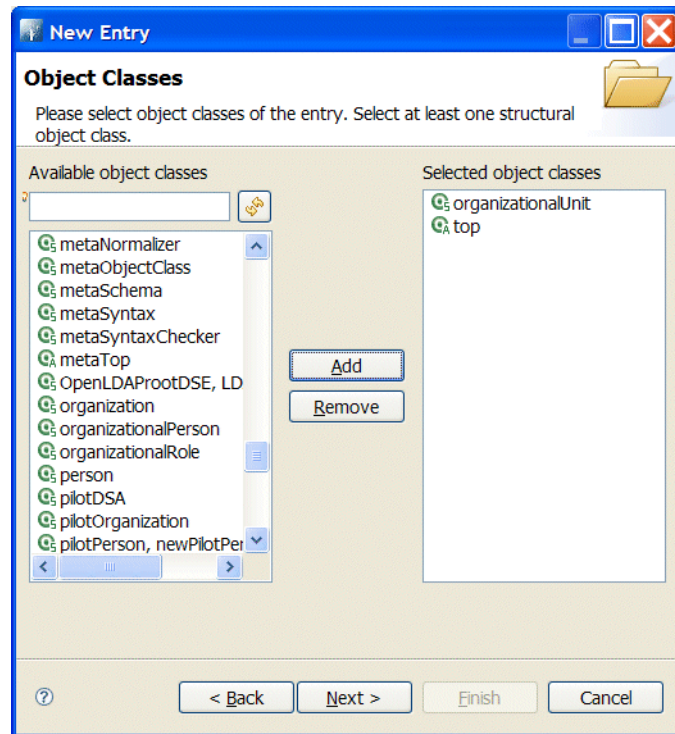 New Entry
Object Classes
Please select object classes of the entry. Select at least one structural
object class.
Available object classes
metaNormalizer
metaObjectClass
metaSchema
metaSyntax
metaSyntaxChecker
metaTop
OpenLDAProotDSE, LD
organization
organizationalPerson
organizationalRole
person
pilotDSA
pilotOrganization
pilotPerson, newPilotPer
Add
Remove
Selected object classes
organizationalUnit
top
?
< Back
Next >
Finish
Cancel